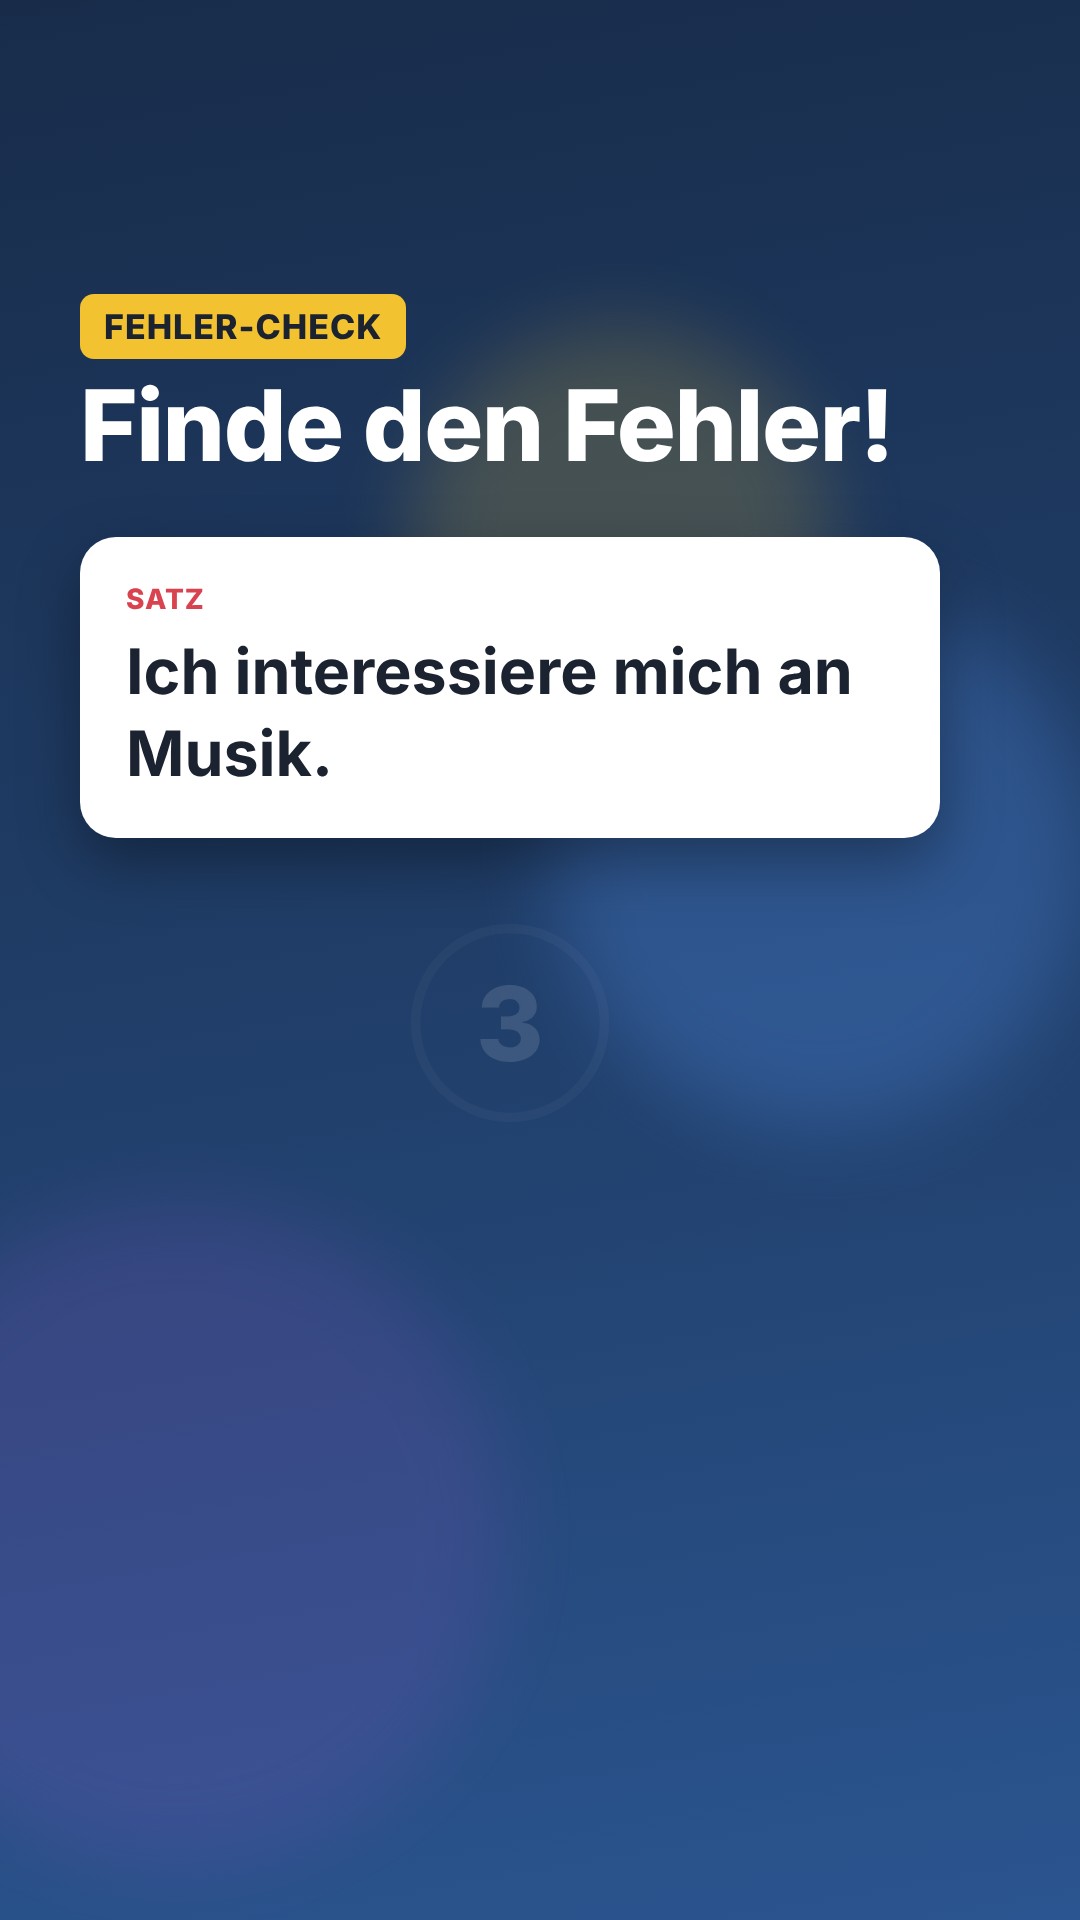 FEHLER-CHECK
Finde den Fehler!
SATZ
Ich interessiere mich an
Musik.
3